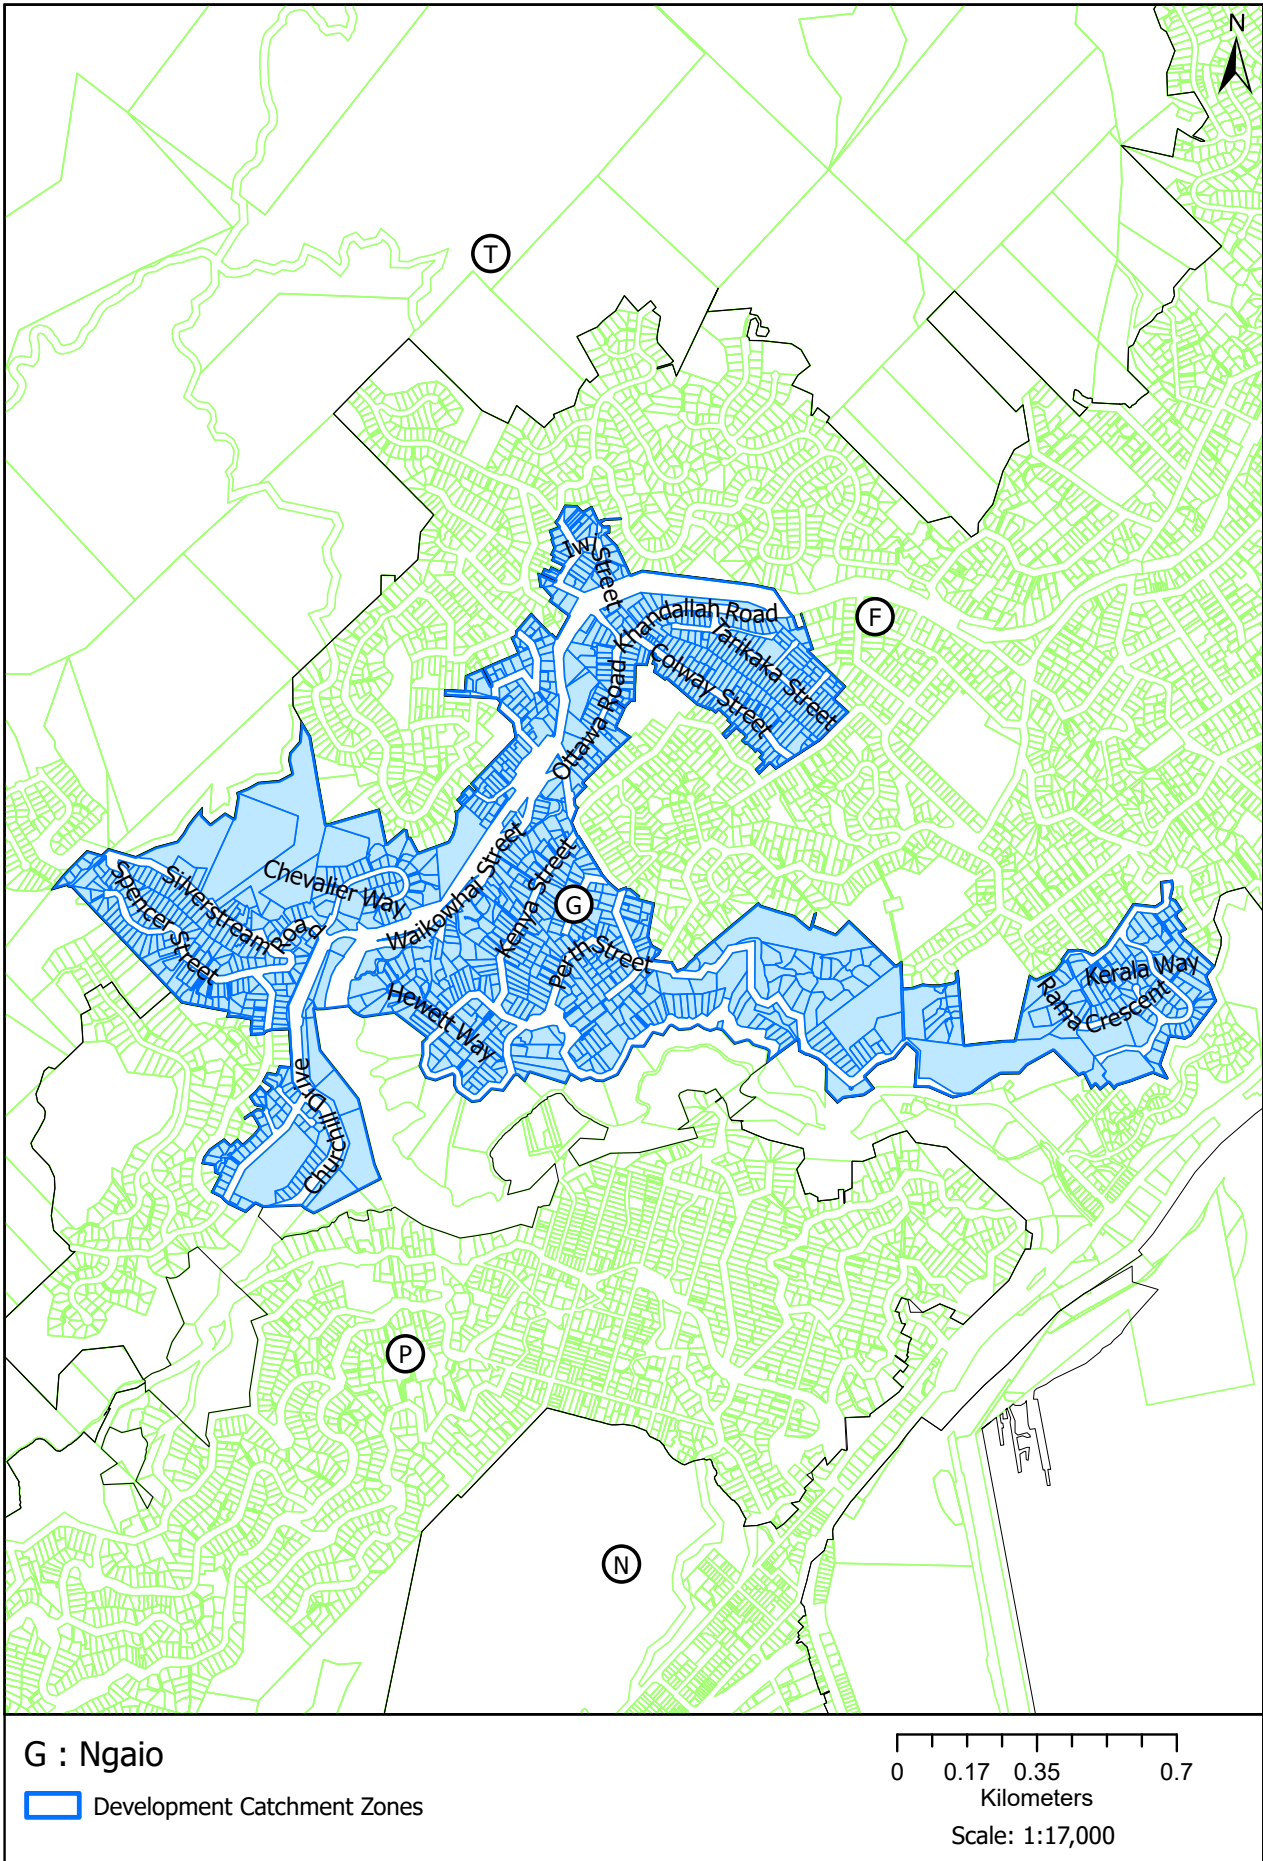 N
T
Iwi Street
Khandallah Road
F
Tarikaka Street
Colway Street
Ottawa Road
Chevalier Way
Waikowhai Street
Kenya Street
G
Silverstream Road
Spencer Street
Perth Street
Kerala Way
Rama Crescent
Hewett Way
Churchill Drive
P
N
G : Ngaio
Development Catchment Zones
0 0.17 0.35 0.7
Kilometers
Scale: 1:17,000